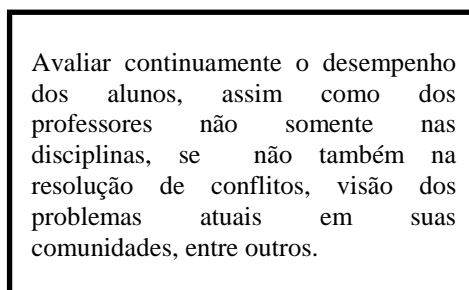 Avaliar continuamente o desempenho
dos alunos, assim como dos
professores não somente nas
disciplinas, se não também na
resolução de conflitos, visão dos
problemas atuais em suas
comunidades, entre outros.